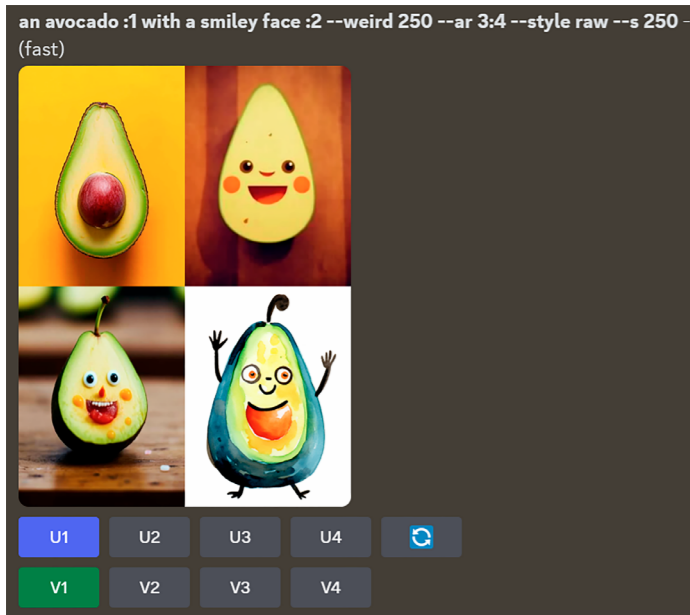 an avocado :1 with a smiley face :2 --weird 250 --ar 3:4 --style raw --s 250 -
(fast)
U1 U2 U3 U4
V1 V2 V3 V4